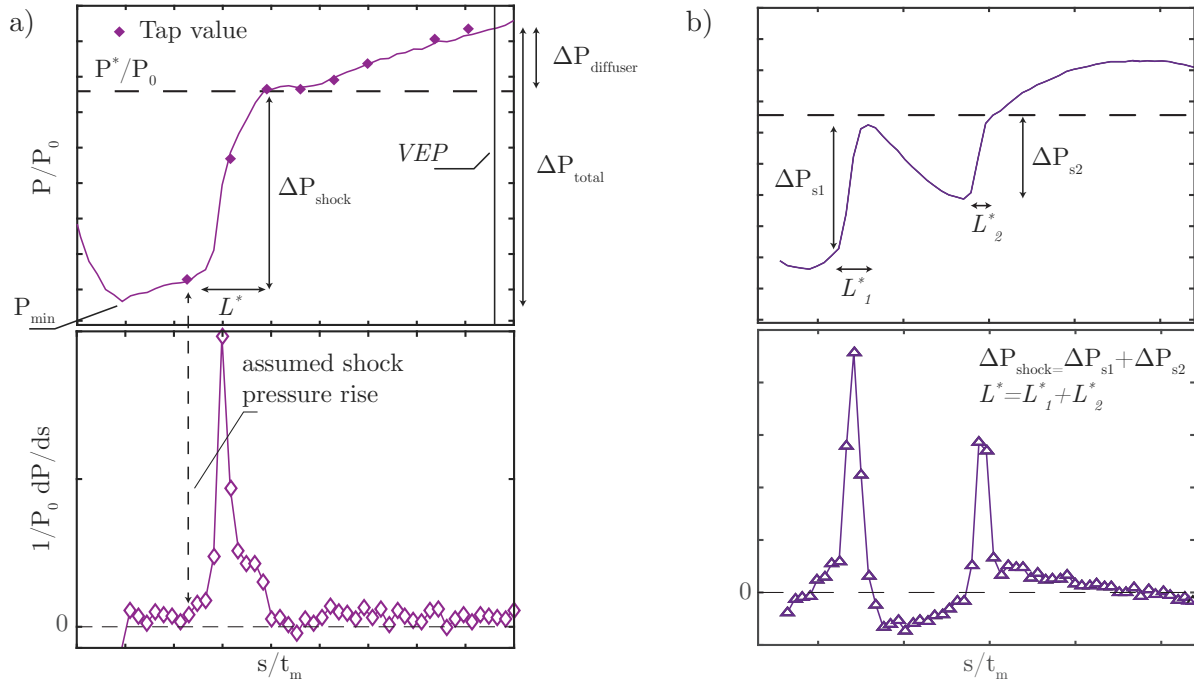 a)
Tap value
P*/P0
ΔPdiffuser
P/P0
VEP
ΔPtotal
ΔPshock
Pmin
L*
assumed shock
pressure rise
1/P0 dP/ds
0
s/tm
b)
ΔPs1
ΔPs2
L*2
L*1
ΔPshock=ΔPs1+ΔPs2
L*=L*1+L*2
0
s/tm